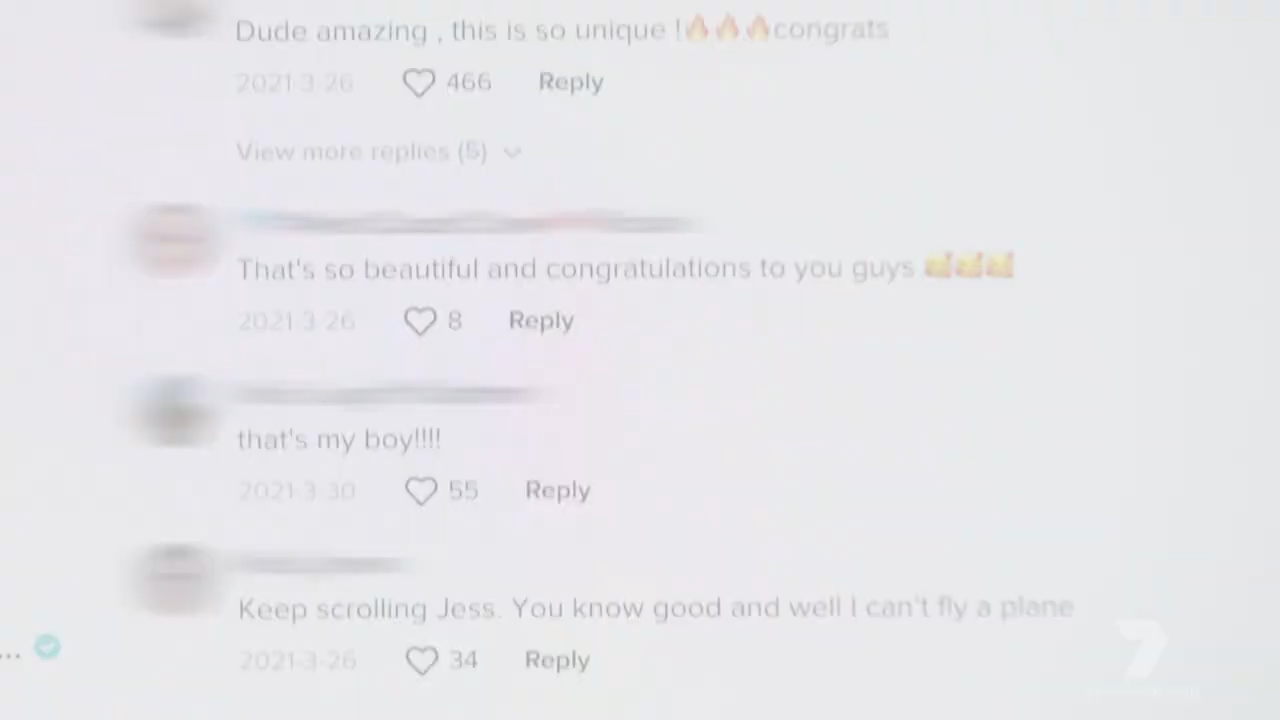 Dude amazing , this is so unique !🔥🔥🔥congrats
2021-3-26 466 Reply
View more replies (5)
That's so beautiful and congratulations to you guys 🥰🥰🥰
2021-3-26 8 Reply
that's my boy!!!!
2021-3-30 55 Reply
Keep scrolling Jess. You know good and well I can't fly a plane
2021-3-26 34 Reply
...
7